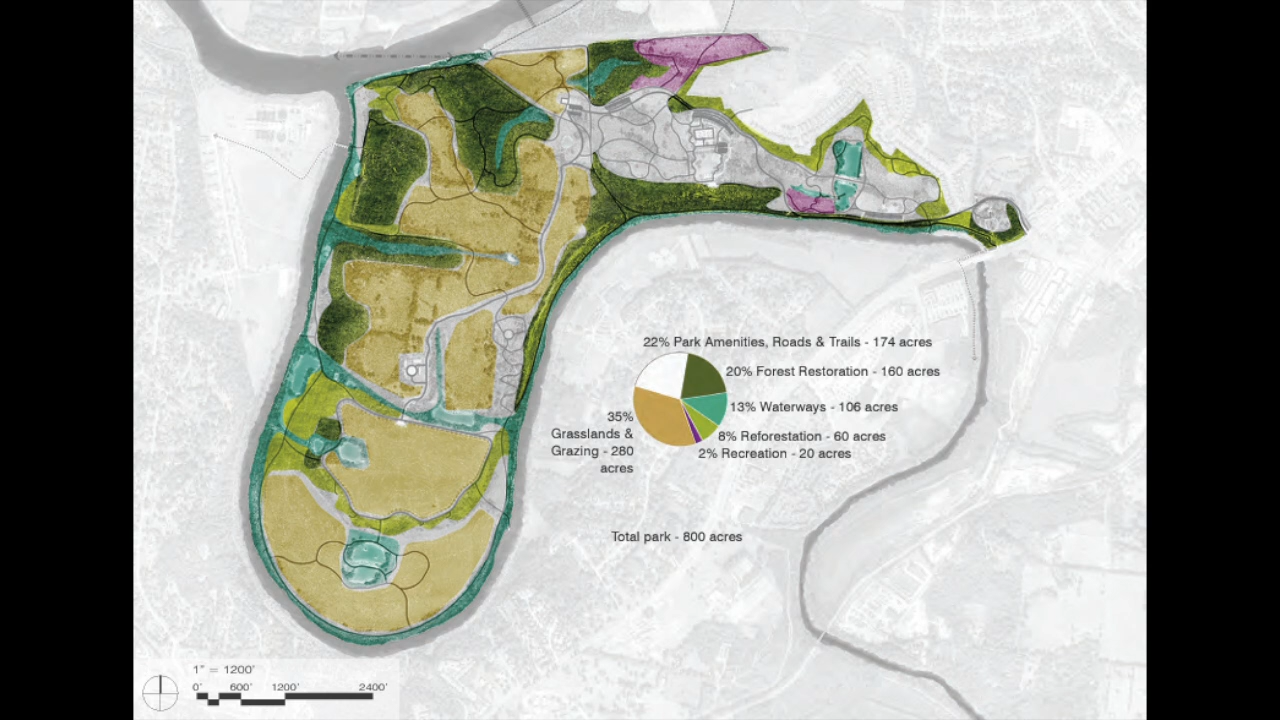 22% Park Amenities, Roads & Trails - 174 acres
20% Forest Restoration - 160 acres
13% Waterways - 106 acres
8% Reforestation - 60 acres
2% Recreation - 20 acres
35%
Grasslands &
Grazing - 280
acres
Total park - 800 acres
1" = 1200'
0' 600' 1200' 2400'